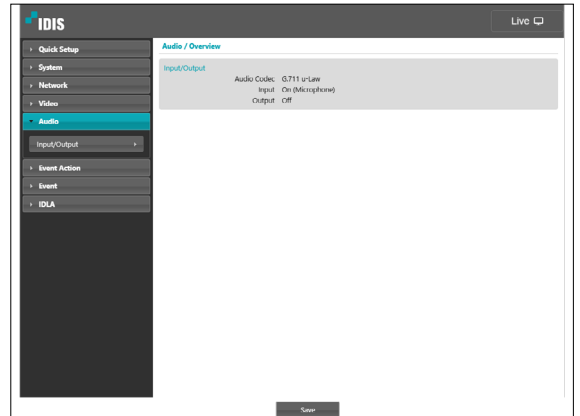 IDIS
Live
Quick Setup
System
Network
Video
Audio
Input/Output
Event Action
Event
IDLA
Audio / Overview
Input/Output
Audio Codec G.711 u-Law
Input On (Microphone)
Output Off
Save